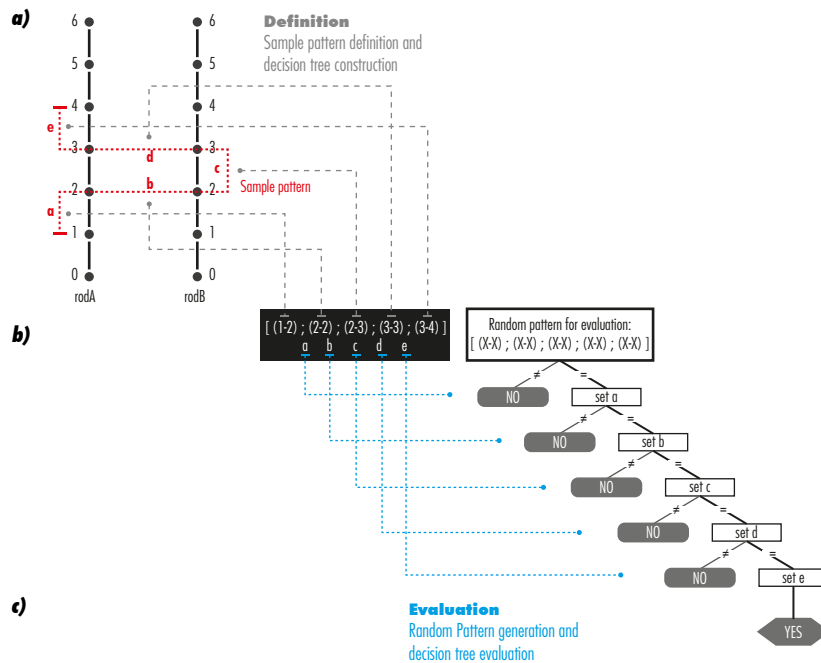 a)
Definition
Sample pattern definition and
decision tree construction
6 6
5 5
4 4
e
3 3
d
c
b
Sample pattern
2 2
a
1 1
0 0
rodA rodB
b)
[ (1-2) ; (2-2) ; (2-3) ; (3-3) ; (3-4) ]
a b c d e
Random pattern for evaluation:
[ (X-X) ; (X-X) ; (X-X) ; (X-X) ; (X-X) ]
≠ =
NO set a
≠ =
NO set b
≠ =
NO set c
≠ =
NO set d
≠ =
NO set e
YES
c)
Evaluation
Random Pattern generation and
decision tree evaluation